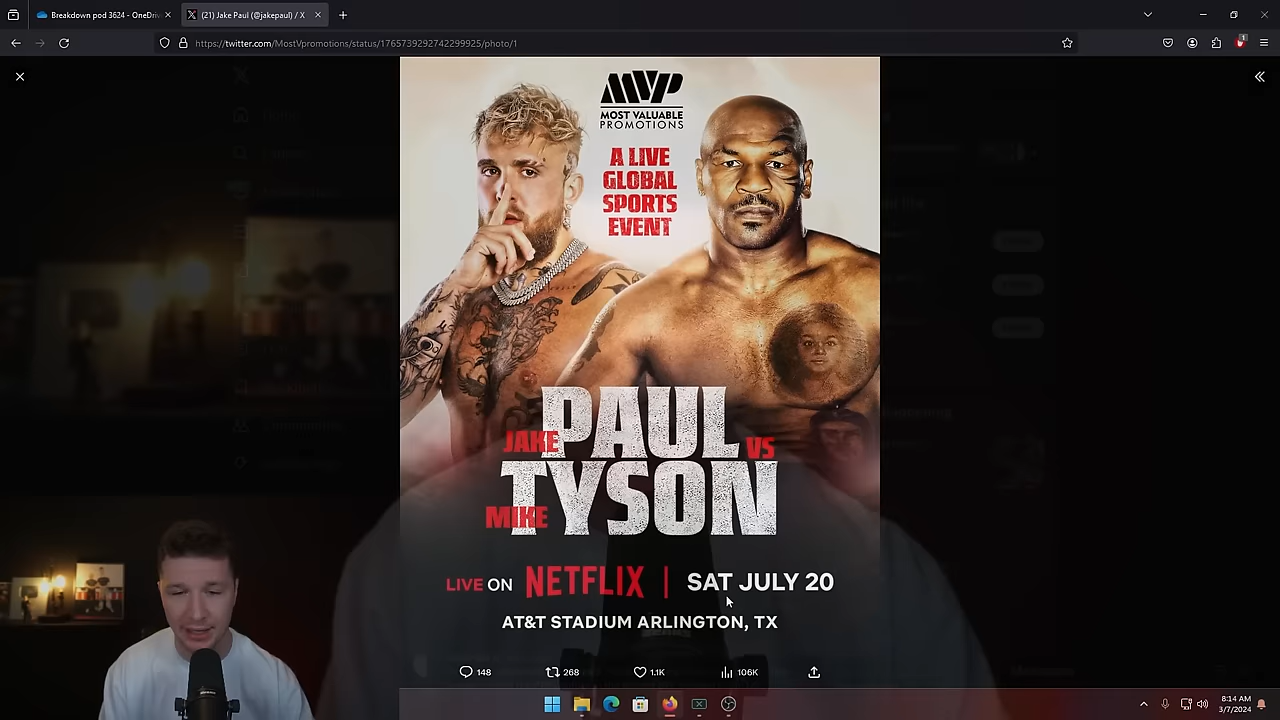 Breakdown pod 3624 - OneDriv
(21) Jake Paul (@jakepaul) / X
https://twitter.com/MostVpromotions/status/1765739292742299925/photo/1
1
MVP
MOST VALUABLE
PROMOTIONS
A LIVE
GLOBAL
SPORTS
EVENT
JAKE PAUL VS
MIKE TYSON
LIVE ON NETFLIX | SAT JULY 20
AT&T STADIUM ARLINGTON, TX
148 268 1.1K 106K
8:14 AM
3/7/2024